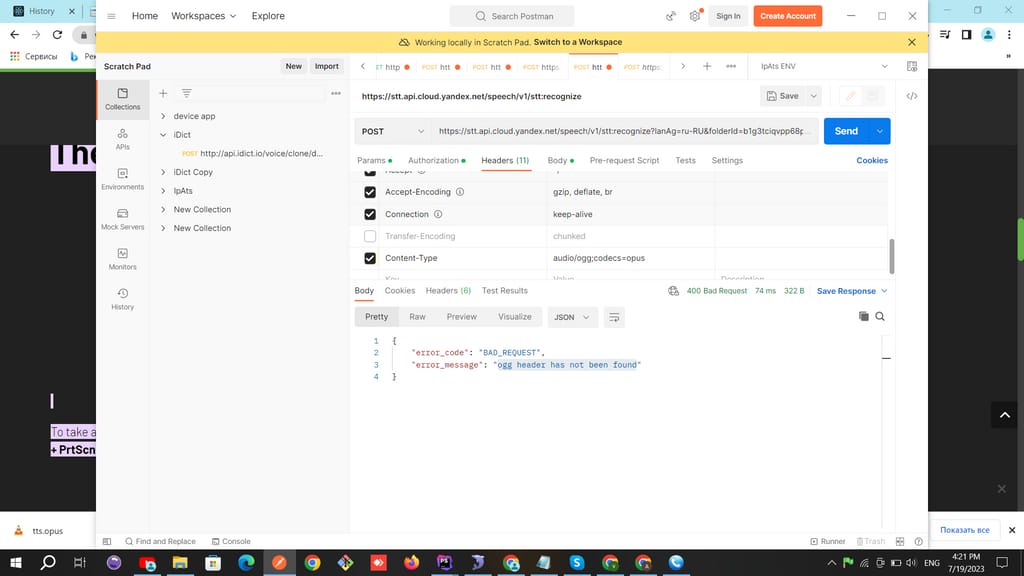 History
Home
Workspaces
Explore
Search Postman
Sign In
Create Account
Сервисы
Working locally in Scratch Pad. Switch to a Workspace
Scratch Pad
New
Import
POST htt
POST htt
POST https
POST htt
POST https:
IpAts ENV
https://stt.api.cloud.yandex.net/speech/v1/stt:recognize
Save
POST
https://stt.api.cloud.yandex.net/speech/v1/stt:recognize?lanAg=ru-RU&folderId=b1g3tciqvpp68p...
Send
Collections
APIs
Environments
Mock Servers
Monitors
History
device app
iDict
POST http://api.idict.io/voice/clone/d...
iDict Copy
IpAts
New Collection
New Collection
Params
Authorization
Headers (11)
Body
Pre-request Script
Tests
Settings
Cookies
Accept-Encoding
gzip, deflate, br
Connection
keep-alive
Transfer-Encoding
chunked
Content-Type
audio/ogg;codecs=opus
Key
Value
Description
Body
Cookies
Headers (6)
Test Results
400 Bad Request
74 ms
322 B
Save Response
Pretty
Raw
Preview
Visualize
JSON
1 {
2 "error_code": "BAD_REQUEST",
3 "error_message": "ogg header has not been found"
4 }
The
To take a
+ PrtScn
tts.opus
Find and Replace
Console
Runner
Trash
Показать все
ENG
4:21 PM
7/19/2023